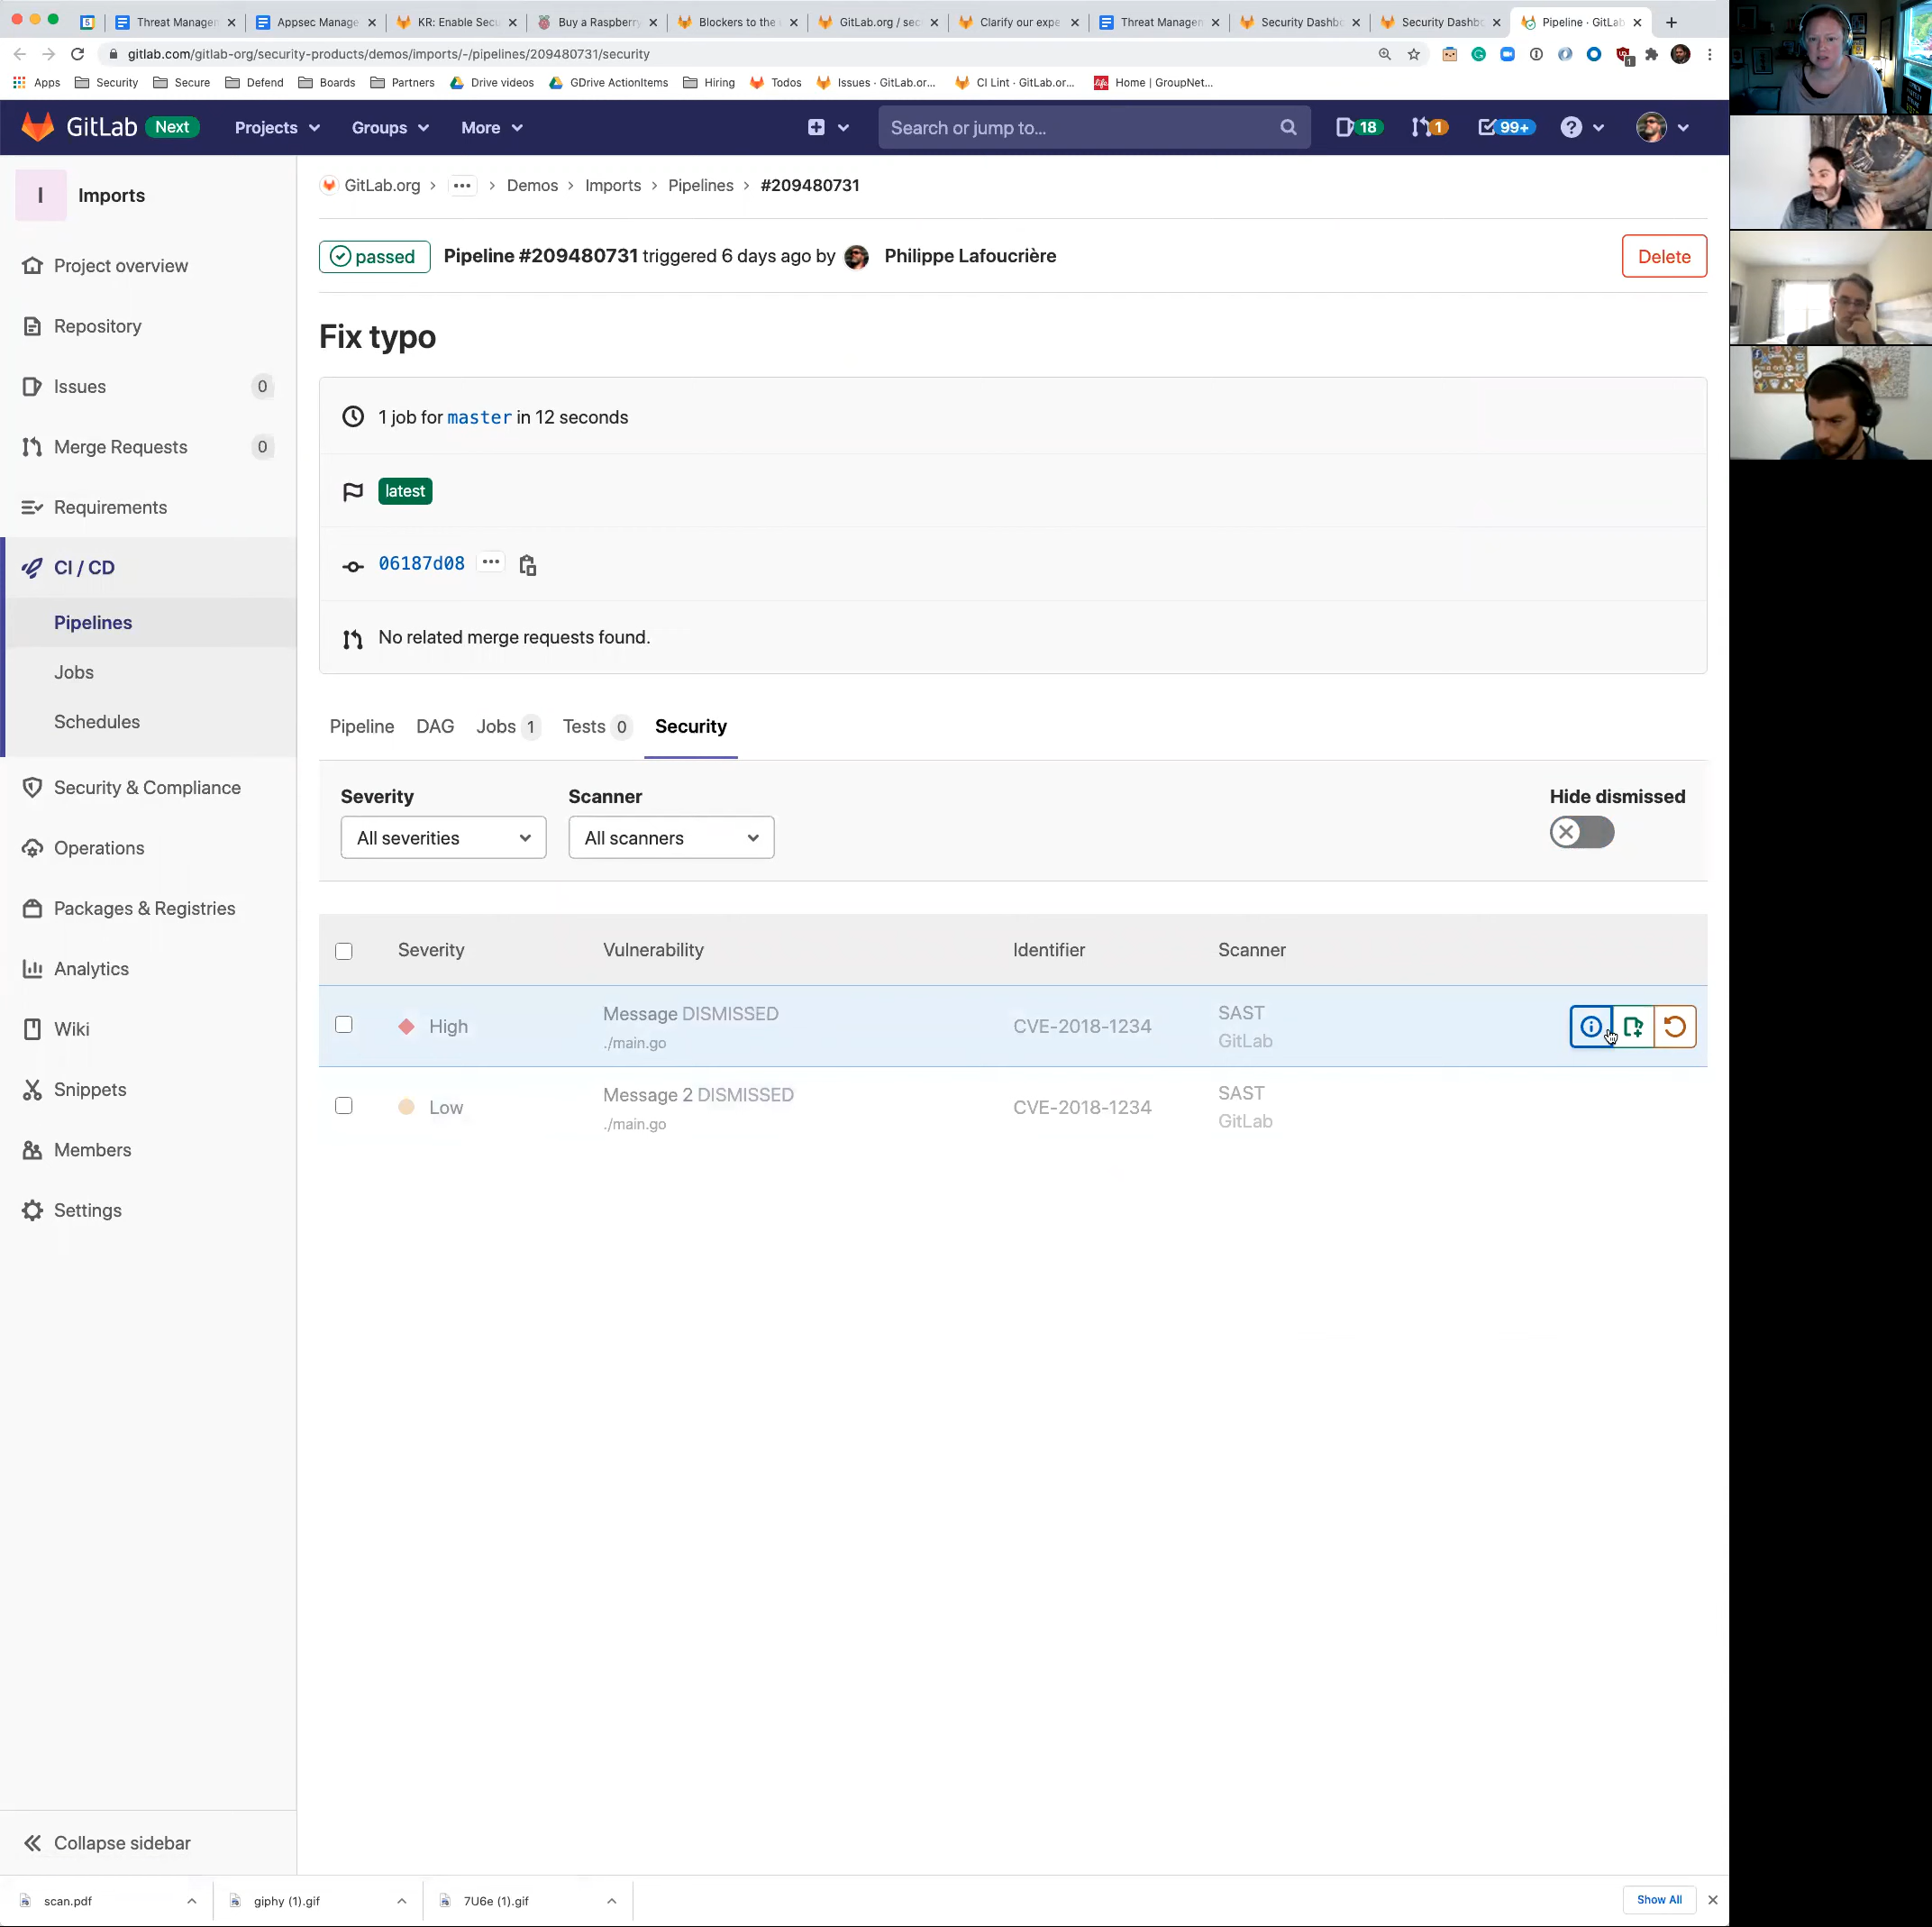 Threat Managen
Appsec Manage
KR: Enable Secu
Buy a Raspberry
Blockers to the
GitLab.org / sec
Clarify our expe
Threat Managen
Security Dashbo
Security Dashbo
Pipeline · GitLab
gitlab.com/gitlab-org/security-products/demos/imports/-/pipelines/209480731/security
Apps
Security
Secure
Defend
Boards
Partners
Drive videos
GDrive ActionItems
Hiring
Todos
Issues · GitLab.or...
CI Lint · GitLab.or...
Home | GroupNet...
GitLab Next
Projects
Groups
More
Search or jump to...
18
1
99+
I Imports
Project overview
Repository
Issues 0
Merge Requests 0
Requirements
CI / CD
Pipelines
Jobs
Schedules
Security & Compliance
Operations
Packages & Registries
Analytics
Wiki
Snippets
Members
Settings
Collapse sidebar
GitLab.org › ... › Demos › Imports › Pipelines › #209480731
passed Pipeline #209480731 triggered 6 days ago by Philippe Lafoucrière
Delete
Fix typo
1 job for master in 12 seconds
latest
06187d08 ...
No related merge requests found.
Pipeline DAG Jobs 1 Tests 0 Security
Severity Scanner Hide dismissed
All severities All scanners
Severity Vulnerability Identifier Scanner
High Message DISMISSED CVE-2018-1234 SAST
./main.go GitLab
Low Message 2 DISMISSED CVE-2018-1234 SAST
./main.go GitLab
scan.pdf
giphy (1).gif
7U6e (1).gif
Show All